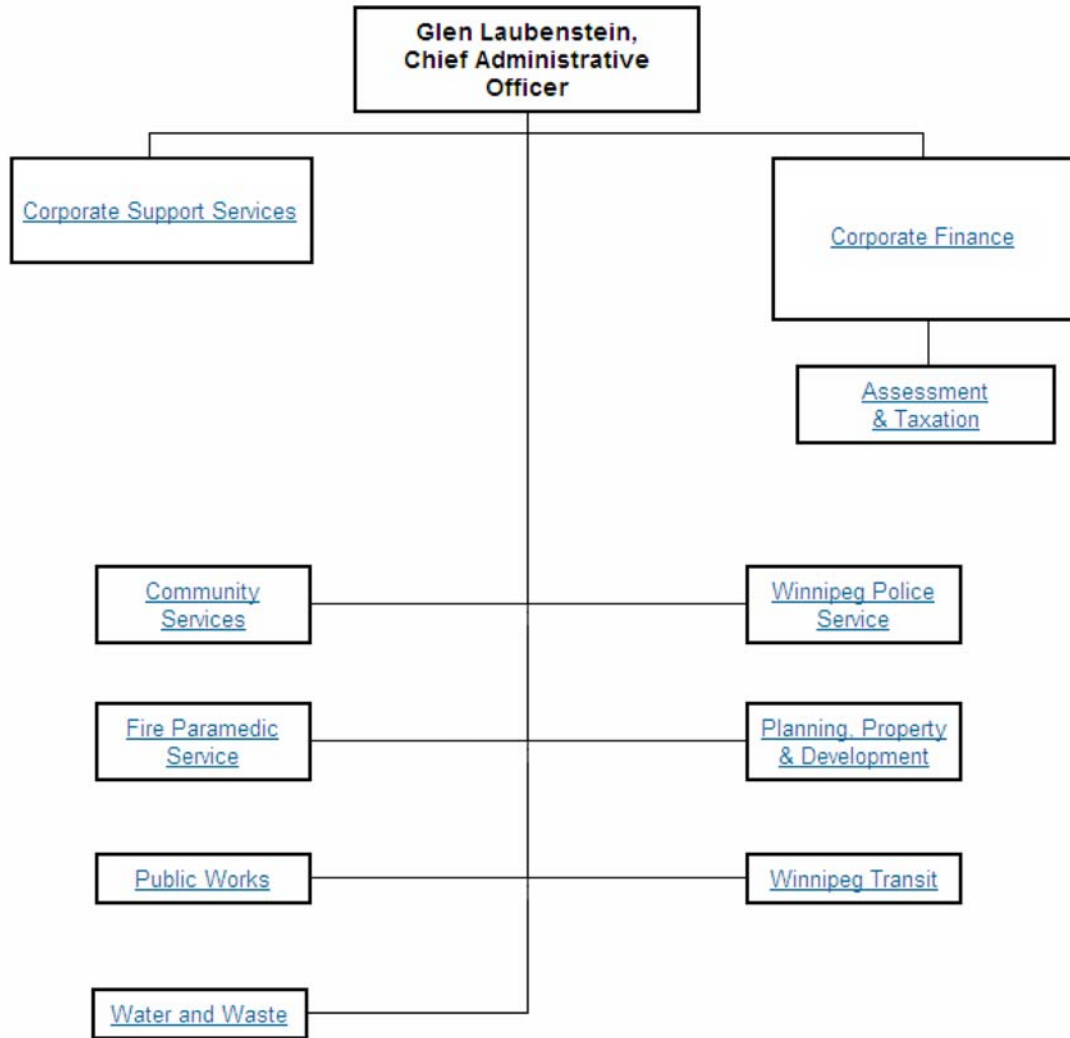 Glen Laubenstein,
Chief Administrative
Officer
Corporate Support Services
Corporate Finance
Assessment
& Taxation
Community
Services
Winnipeg Police
Service
Fire Paramedic
Service
Planning, Property
& Development
Public Works
Winnipeg Transit
Water and Waste